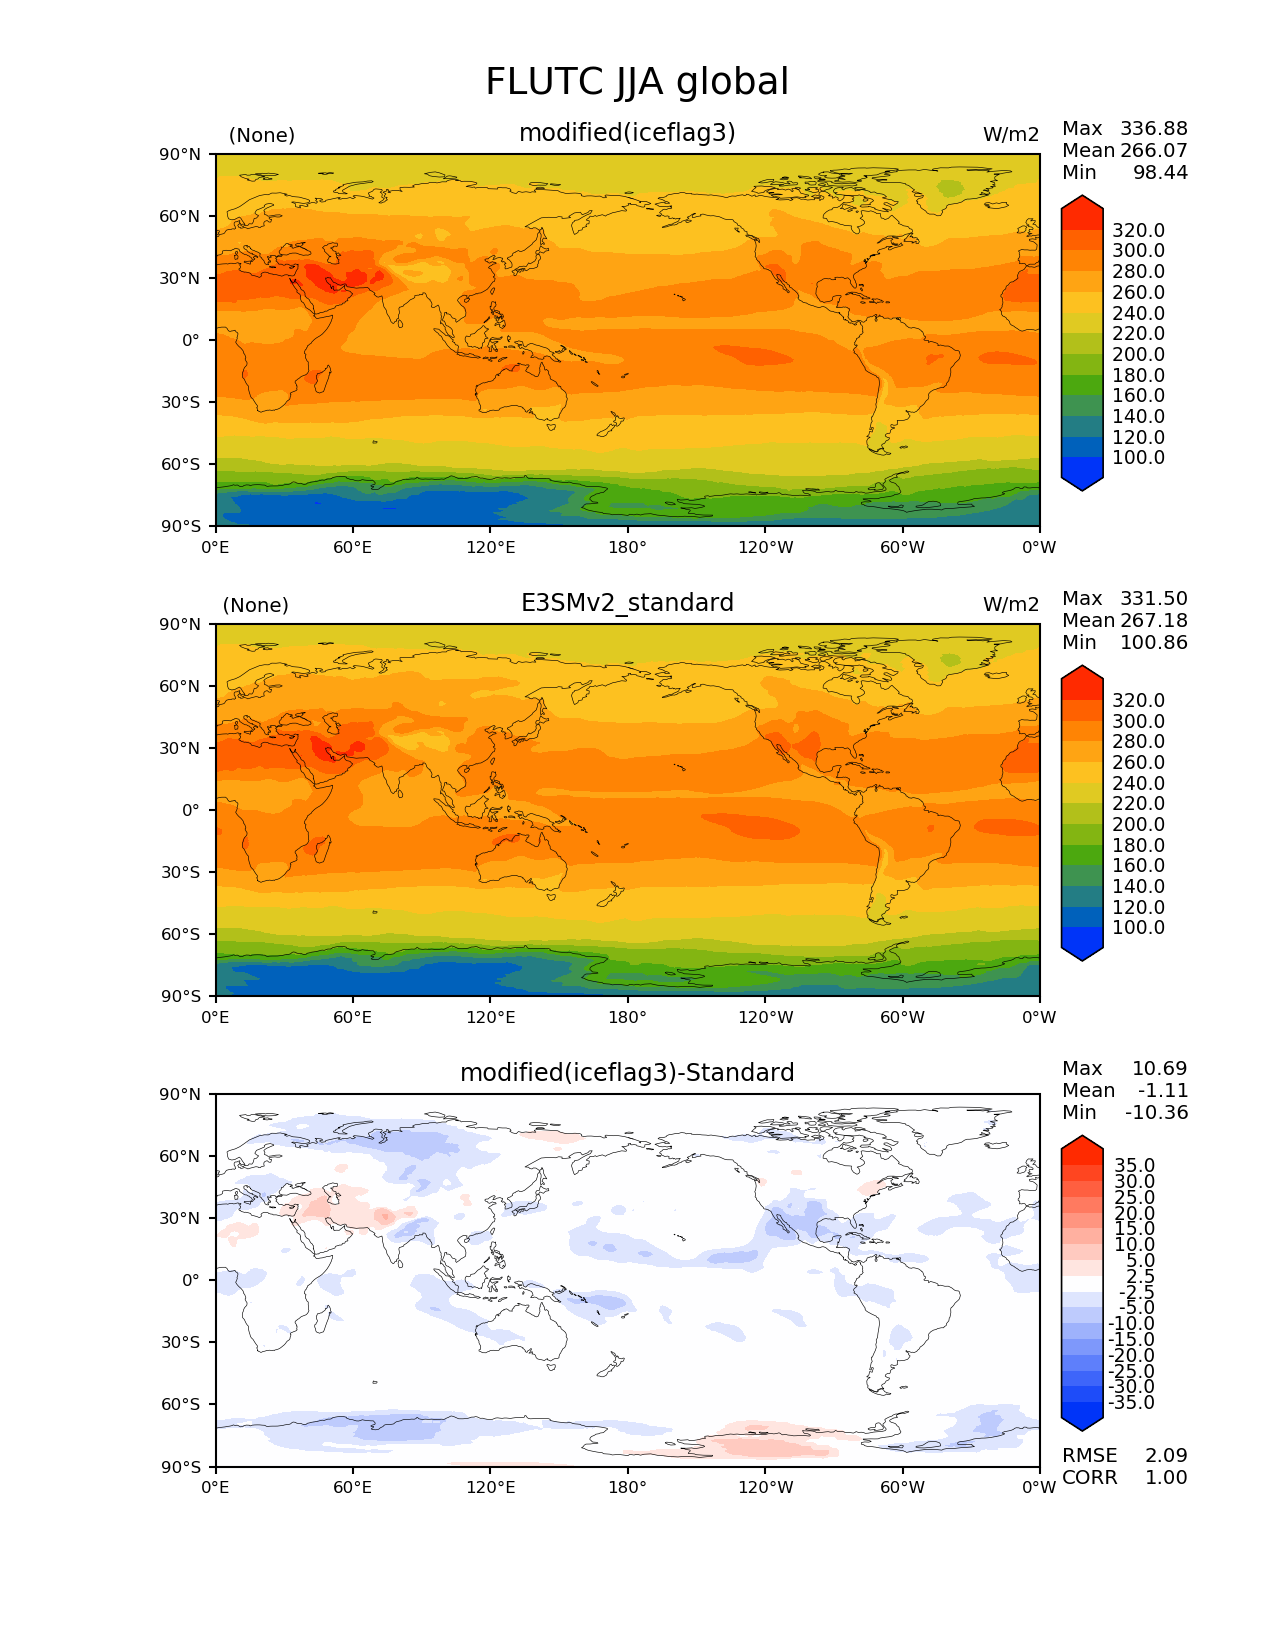 FLUTC JJA global
(None) modified(iceflag3) W/m2
Max 336.88
Mean 266.07
Min 98.44
90°N
60°N
30°N
0°
30°S
60°S
90°S
0°E 60°E 120°E 180° 120°W 60°W 0°W
320.0
300.0
280.0
260.0
240.0
220.0
200.0
180.0
160.0
140.0
120.0
100.0
(None) E3SMv2_standard W/m2
Max 331.50
Mean 267.18
Min 100.86
90°N
60°N
30°N
0°
30°S
60°S
90°S
0°E 60°E 120°E 180° 120°W 60°W 0°W
320.0
300.0
280.0
260.0
240.0
220.0
200.0
180.0
160.0
140.0
120.0
100.0
modified(iceflag3)-Standard
Max 10.69
Mean -1.11
Min -10.36
90°N
60°N
30°N
0°
30°S
60°S
90°S
0°E 60°E 120°E 180° 120°W 60°W 0°W
35.0
30.0
25.0
20.0
15.0
10.0
5.0
2.5
-2.5
-5.0
-10.0
-15.0
-20.0
-25.0
-30.0
-35.0
RMSE 2.09
CORR 1.00